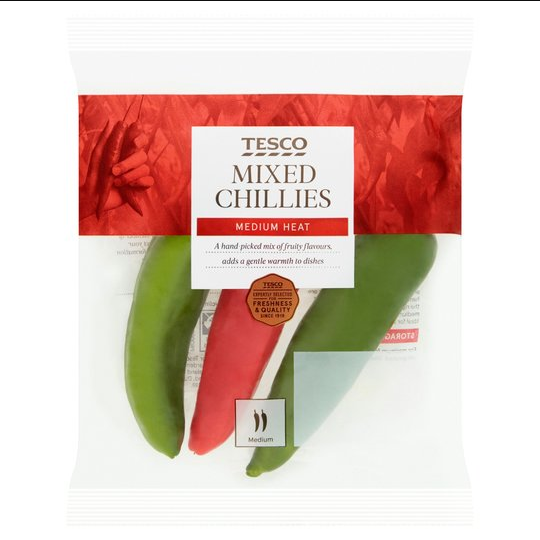 TESCO
MIXED
CHILLIES
MEDIUM HEAT
A hand-picked mix of fruity flavours,
adds a gentle warmth to dishes
TESCO
EXPERTLY SELECTED
FOR
FRESHNESS
& QUALITY
SINCE 1919
STORAGE
Medium